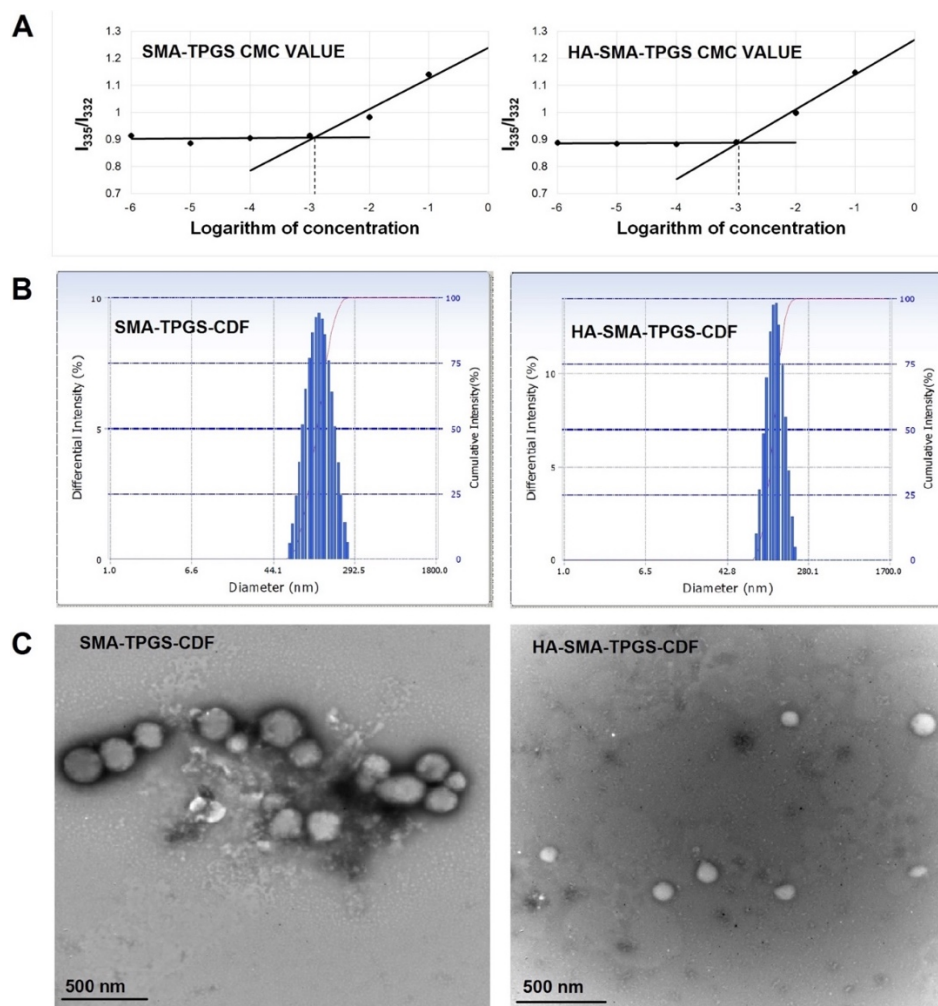 A
SMA-TPGS CMC VALUE
I335/I332
1.3
1.2
1.1
1
0.9
0.8
0.7
-6 -5 -4 -3 -2 -1 0
Logarithm of concentration
HA-SMA-TPGS CMC VALUE
I335/I332
1.3
1.2
1.1
1
0.9
0.8
0.7
-6 -5 -4 -3 -2 -1 0
Logarithm of concentration
B
SMA-TPGS-CDF
Differential Intensity (%)
10
5
0
Cumulative Intensity(%)
100
75
50
25
0
1.0 6.6 44.1 292.5 1800.0
Diameter (nm)
HA-SMA-TPGS-CDF
Differential Intensity (%)
10
5
0
Cumulative Intensity(%)
100
75
50
25
0
1.0 6.5 42.8 280.1 1700.0
Diameter (nm)
C
SMA-TPGS-CDF
500 nm
HA-SMA-TPGS-CDF
500 nm